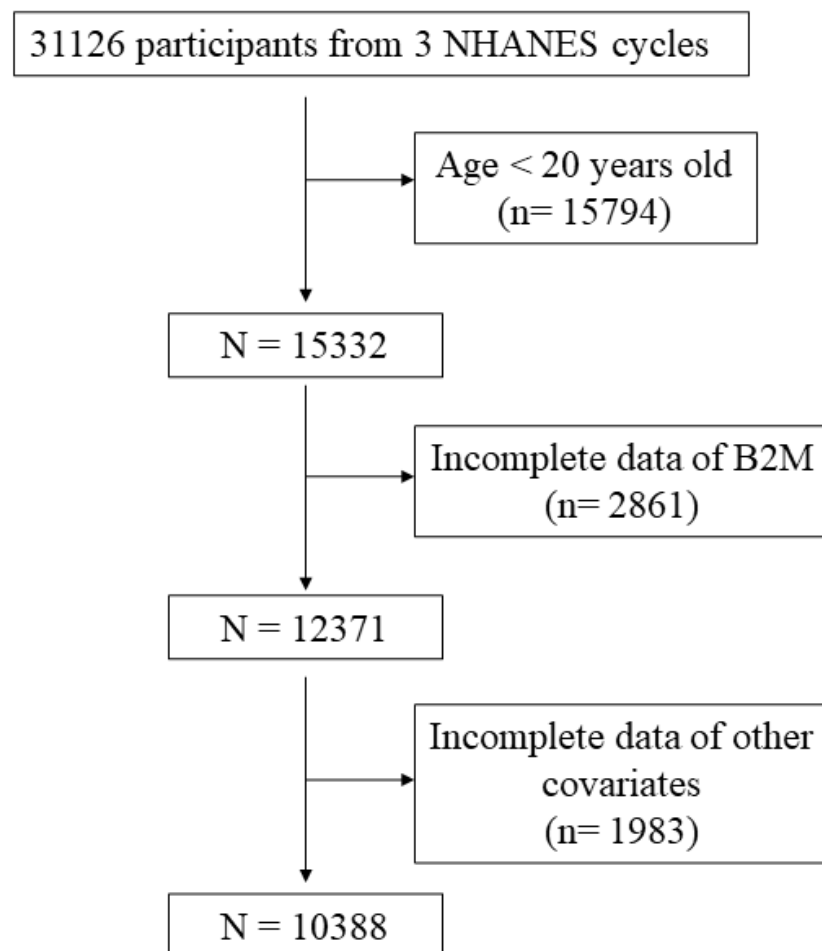 31126 participants from 3 NHANES cycles
Age < 20 years old
(n= 15794)
N = 15332
Incomplete data of B2M
(n= 2861)
N = 12371
Incomplete data of other
covariates
(n= 1983)
N = 10388